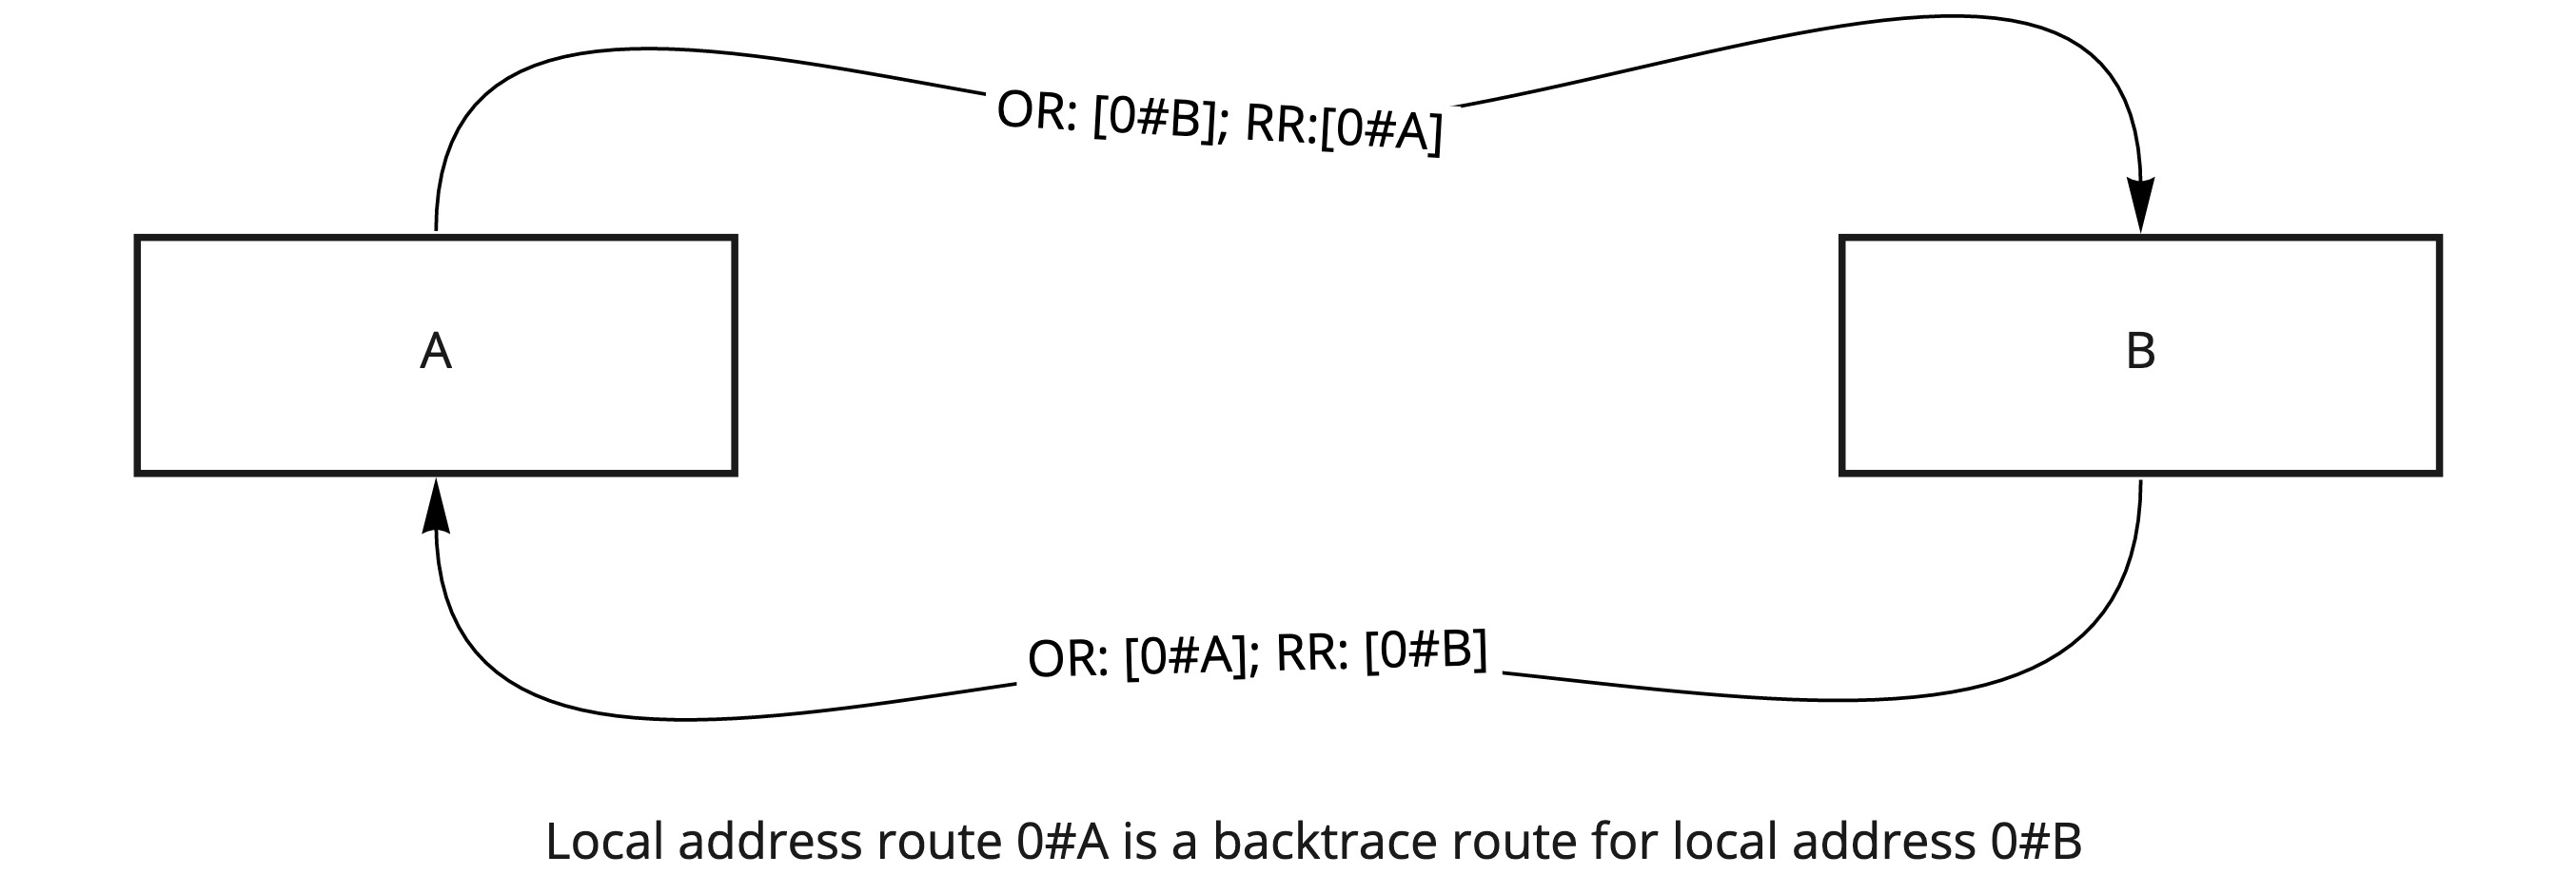 OR: [0#B]; RR:[0#A]
A
B
OR: [0#A]; RR: [0#B]
Local address route 0#A is a backtrace route for local address 0#B